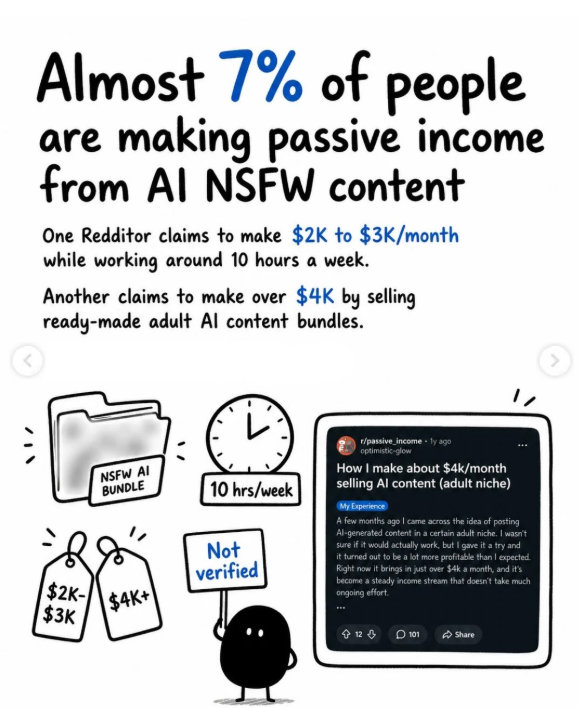 Almost 7% of people
are making passive income
from AI NSFW content
One Redditor claims to make $2K to $3K/month
while working around 10 hours a week.
Another claims to make over $4K by selling
ready-made adult AI content bundles.
NSFW AI
BUNDLE
10 hrs/week
$2K-
$3K
$4K+
Not
verified
r/passive_income • 1y ago
optimistic-glow
How I make about $4k/month
selling AI content (adult niche)
My Experience
A few months ago I came across the idea of posting
AI-generated content in a certain adult niche. I wasn't
sure if it would actually work, but I gave it a try and
it turned out to be a lot more profitable than I expected.
Right now it brings in just over $4k a month, and it's
become a steady income stream that doesn't take much
ongoing effort.
...
12
101
Share